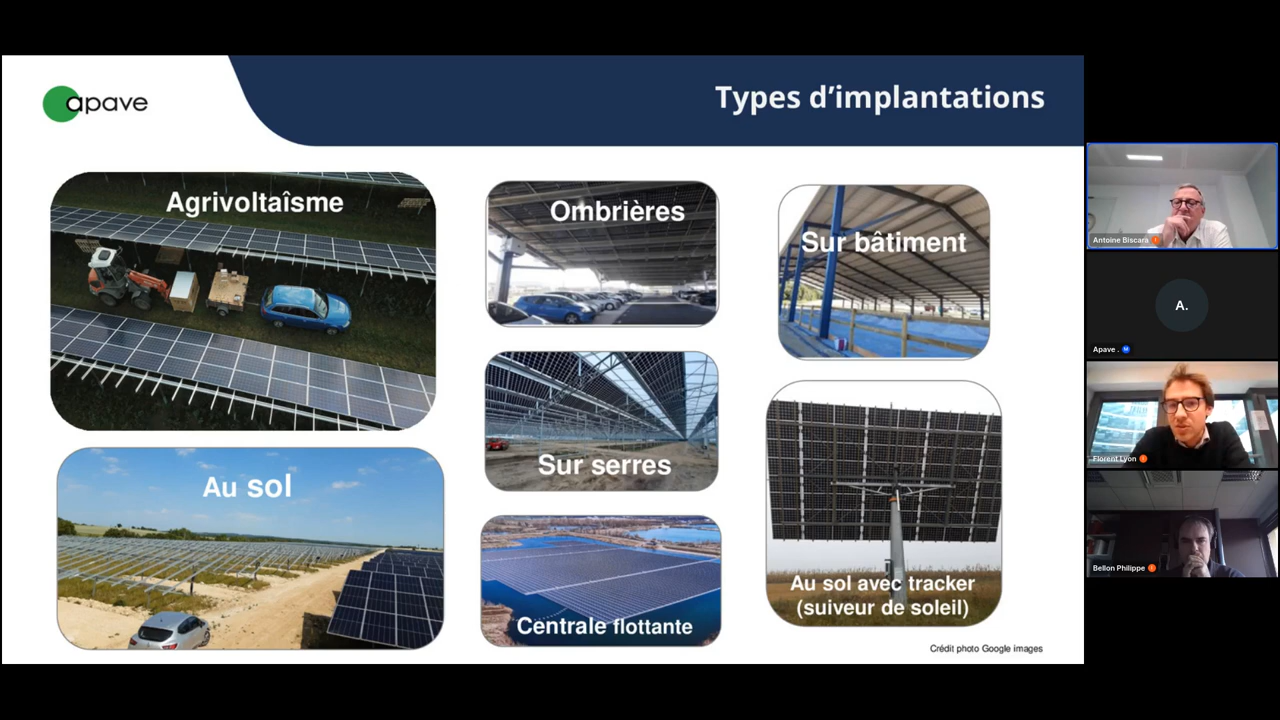 apave
Types d’implantations
Agrivoltaîsme
Ombrières
Sur bâtiment
Sur serres
Au sol
Centrale flottante
Au sol avec tracker
(suiveur de soleil)
Crédit photo Google images
Antoine Biscara
A.
Apave .
M
Florent Lyon
Bellon Philippe